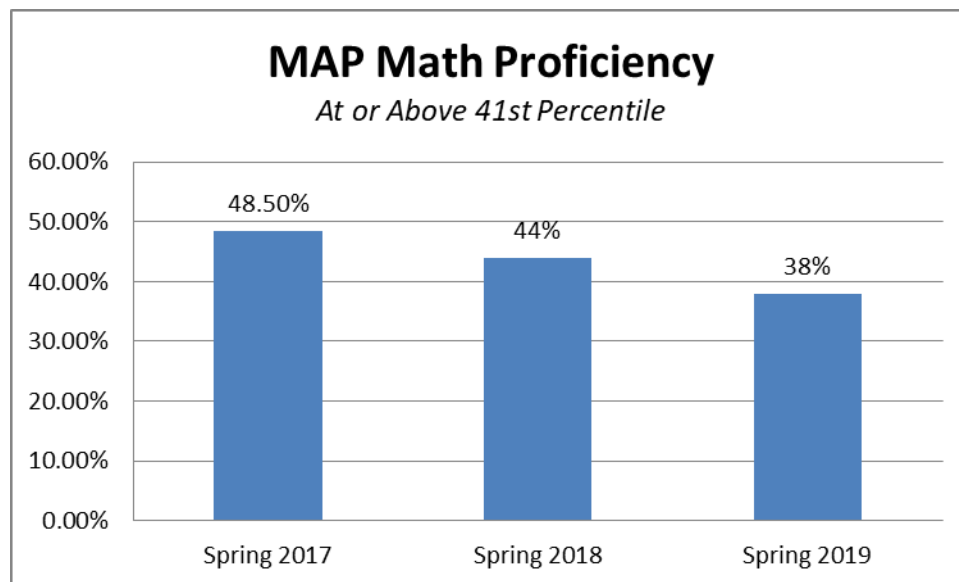 MAP Math Proficiency
At or Above 41st Percentile
60.00%
50.00%
40.00%
30.00%
20.00%
10.00%
0.00%
48.50%
44%
38%
Spring 2017
Spring 2018
Spring 2019